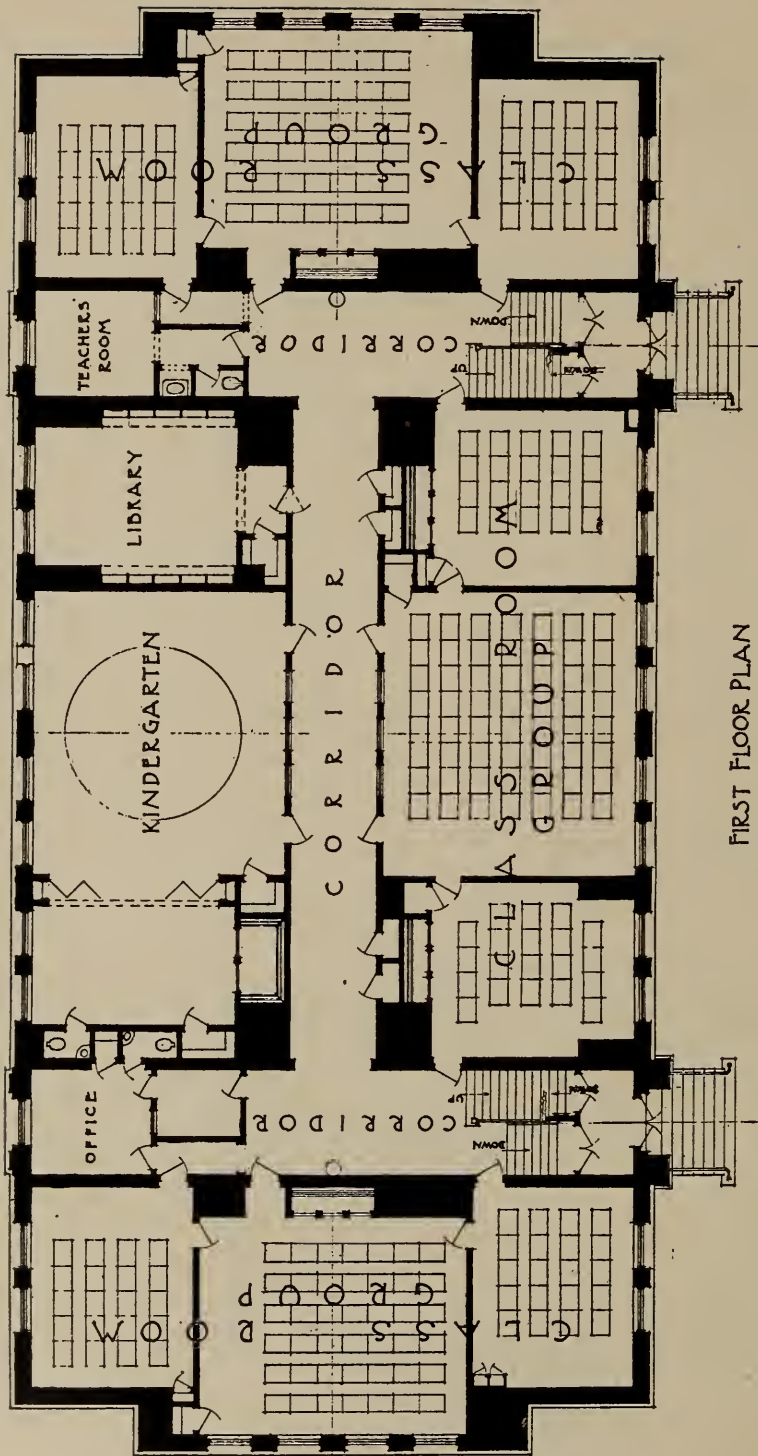 TEACHERS
ROOM
LIBRARY
KINDERGARTEN
OFFICE
CORRIDOR
CORRIDOR
CORRIDOR
CLASS ROOM
GROUP
CLASS ROOM
GROUP
CLASS ROOM
GROUP
UP
DOWN
DOWN
UP
DOWN
DOWN
FIRST FLOOR PLAN